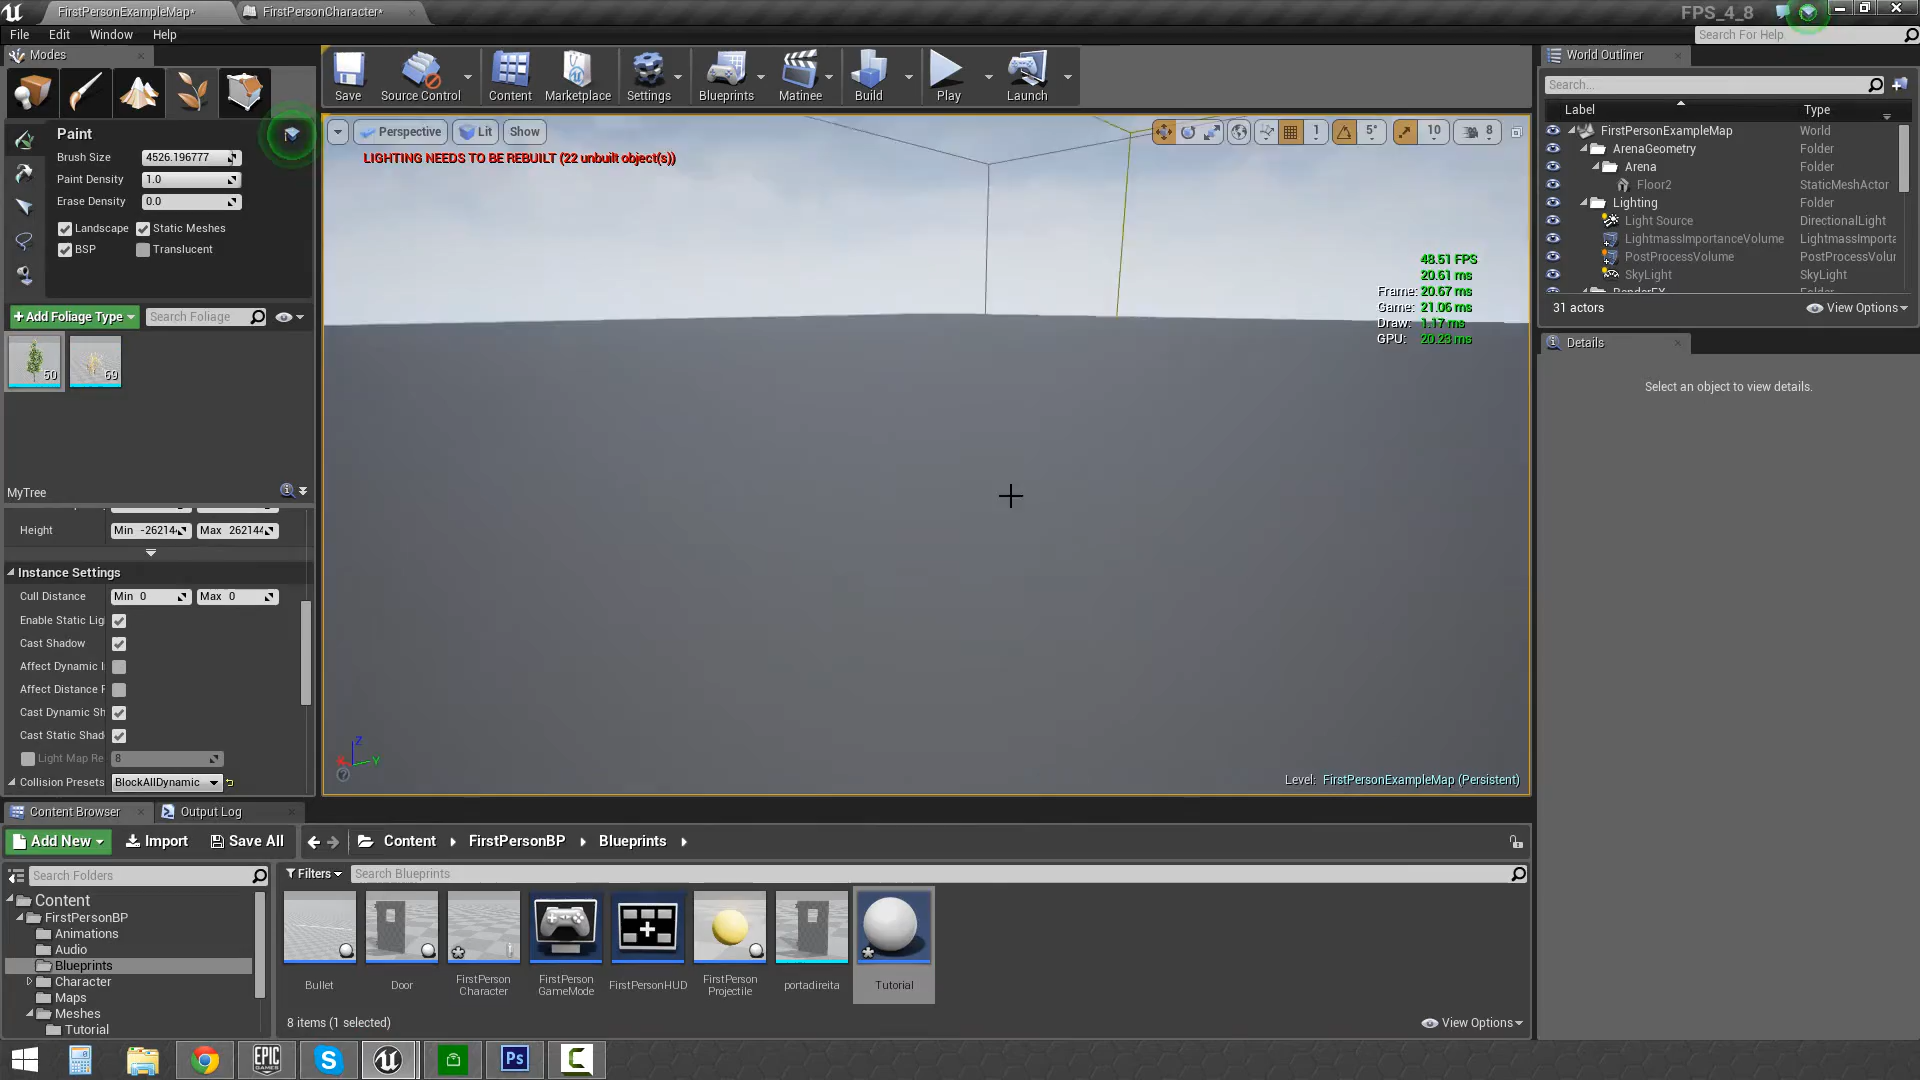 FirstPersonExampleMap*
FirstPersonCharacter*
FPS_4_8
File
Edit
Window
Help
Search For Help
Modes
Save
Source Control
Content
Marketplace
Settings
Blueprints
Matinee
Build
Play
Launch
Paint
Brush Size
4526.196777
Paint Density
1.0
Erase Density
0.0
Landscape
Static Meshes
BSP
Translucent
Add Foliage Type
Search Foliage
50
69
MyTree
Height
Min -26214
Max 26214
Instance Settings
Cull Distance
Min 0
Max 0
Enable Static Lig
Cast Shadow
Affect Dynamic I
Affect Distance F
Cast Dynamic Sh
Cast Static Shad
Light Map Re
8
Collision Presets
BlockAllDynamic
Perspective
Lit
Show
1
5°
10
8
LIGHTING NEEDS TO BE REBUILT (22 unbuilt object(s))
48.51 FPS
20.61 ms
Frame: 20.67 ms
Game: 21.06 ms
Draw: 1.17 ms
GPU: 20.23 ms
Z
X
Y
Level: FirstPersonExampleMap (Persistent)
World Outliner
Search...
Label
Type
FirstPersonExampleMap
World
ArenaGeometry
Folder
Arena
Folder
Floor2
StaticMeshActor
Lighting
Folder
Light Source
DirectionalLight
LightmassImportanceVolume
LightmassImporta
PostProcessVolume
PostProcessVolur
SkyLight
SkyLight
RenderFX
Folder
31 actors
View Options
Details
Select an object to view details.
Content Browser
Output Log
Add New
Import
Save All
Content
FirstPersonBP
Blueprints
Search Folders
Filters
Search Blueprints
Content
FirstPersonBP
Animations
Audio
Blueprints
Character
Maps
Meshes
Tutorial
Bullet
Door
FirstPerson
Character
FirstPerson
GameMode
FirstPersonHUD
FirstPerson
Projectile
portadireita
Tutorial
8 items (1 selected)
View Options
EPIC
GAMES
Ps